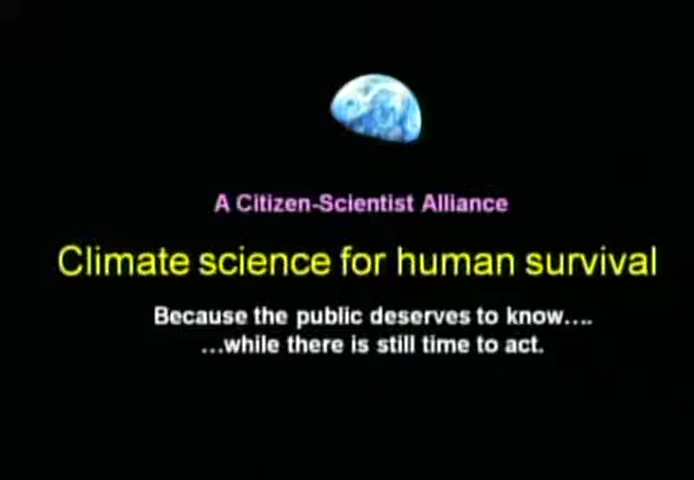 A Citizen-Scientist Alliance
Climate science for human survival
Because the public deserves to know....
...while there is still time to act.